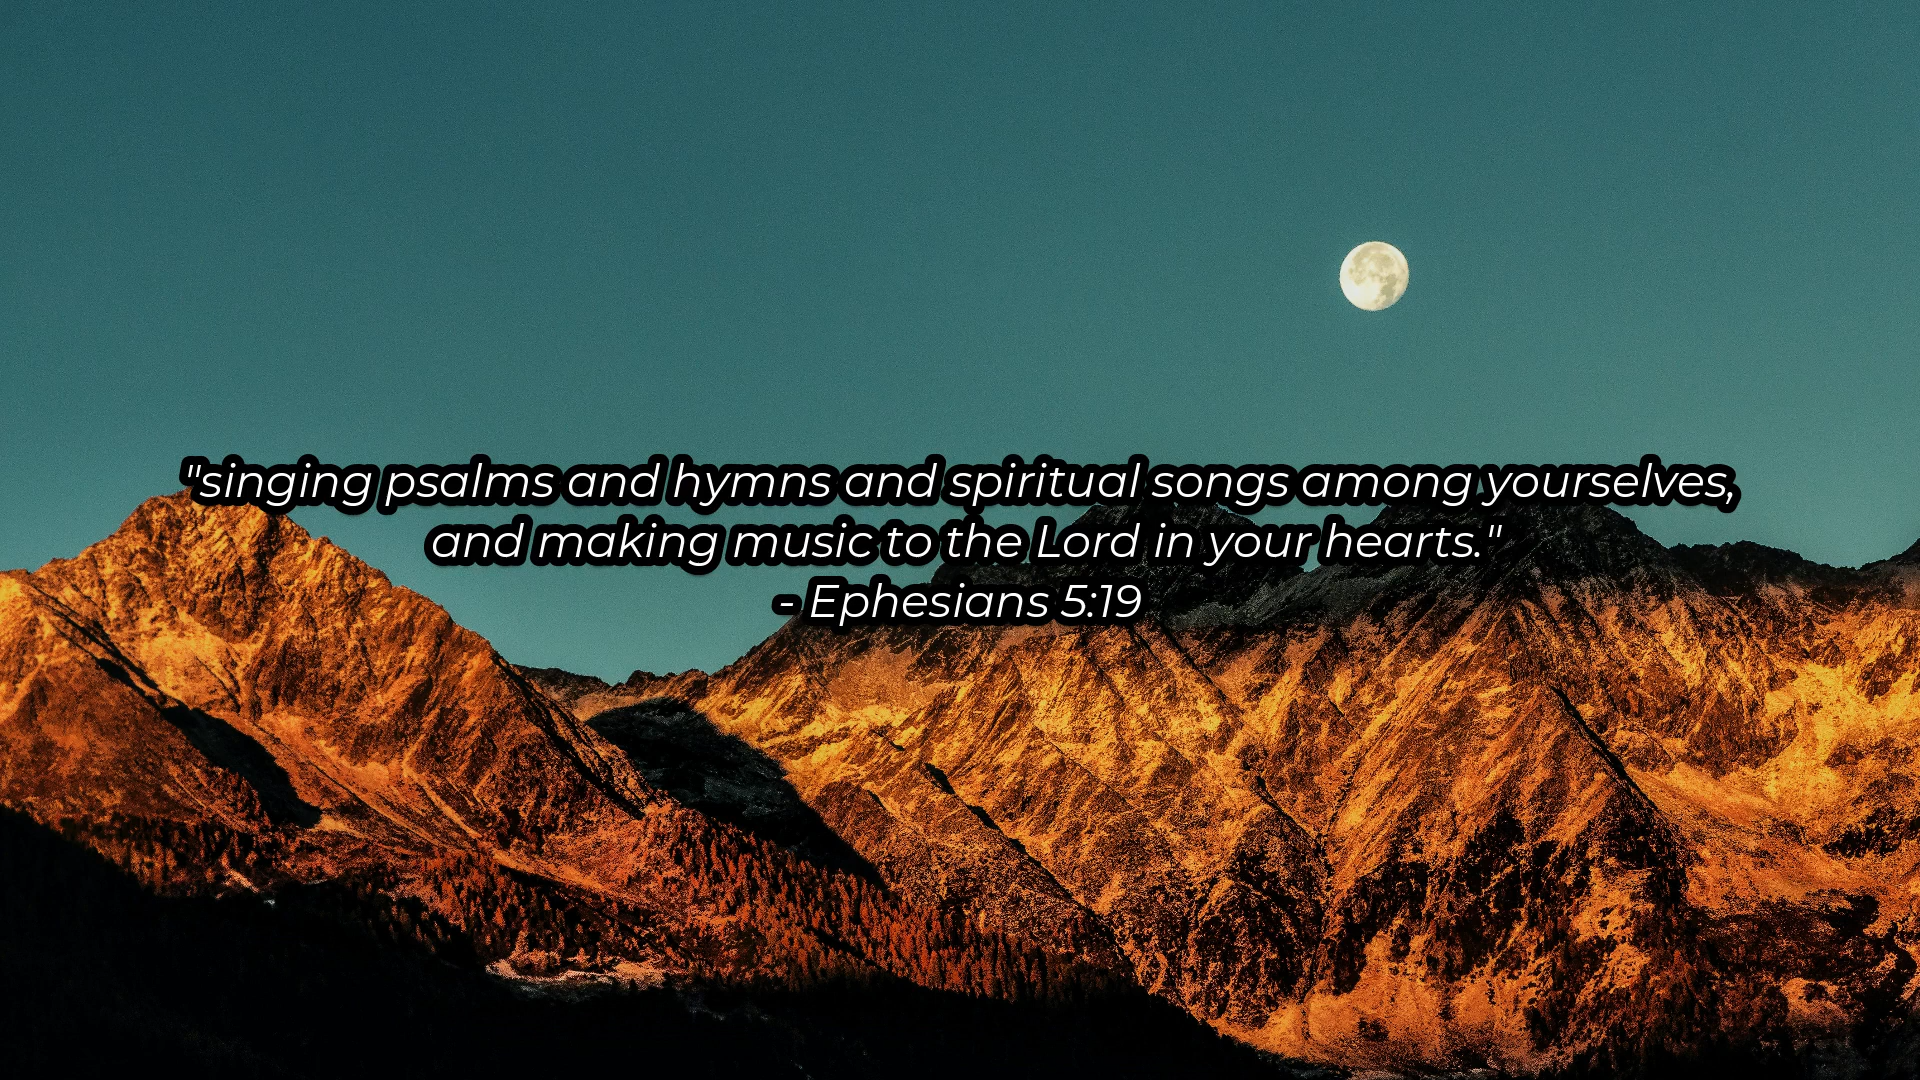 "singing psalms and hymns and spiritual songs among yourselves,
and making music to the Lord in your hearts."
- Ephesians 5:19